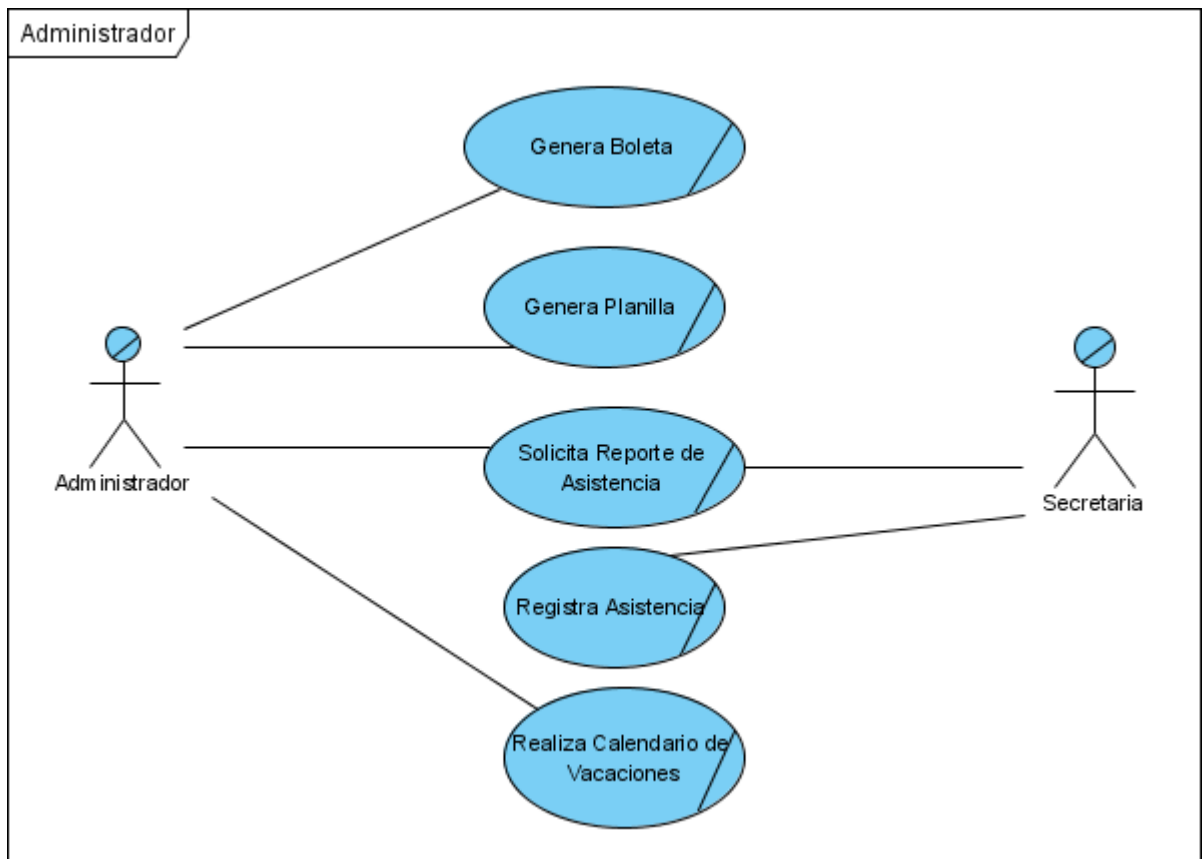 Administrador
Genera Boleta
Genera Planilla
Administrador
Solicita Reporte de
Asistencia
Secretaria
Registra Asistencia
Realiza Calendario de
Vacaciones